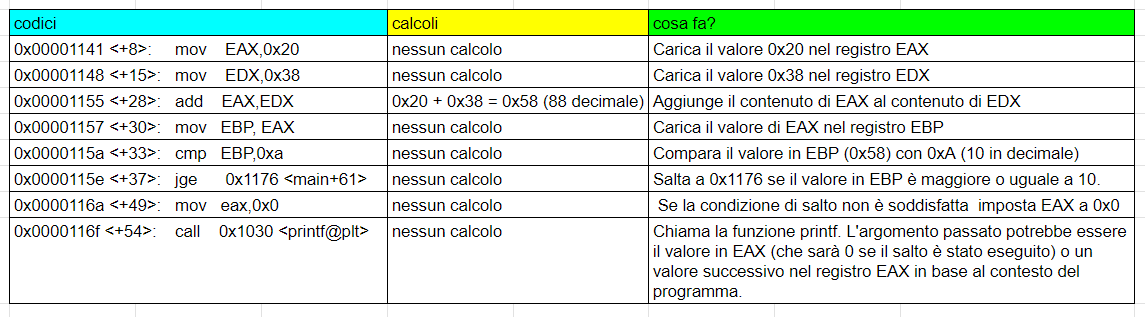 codici calcoli cosa fa?
0x00001141 <+8>: mov EAX,0x20 nessun calcolo Carica il valore 0x20 nel registro EAX
0x00001148 <+15>: mov EDX,0x38 nessun calcolo Carica il valore 0x38 nel registro EDX
0x00001155 <+28>: add EAX,EDX 0x20 + 0x38 = 0x58 (88 decimale) Aggiunge il contenuto di EAX al contenuto di EDX
0x00001157 <+30>: mov EBP, EAX nessun calcolo Carica il valore di EAX nel registro EBP
0x0000115a <+33>: cmp EBP,0xa nessun calcolo Compara il valore in EBP (0x58) con 0xA (10 in decimale)
0x0000115e <+37>: jge 0x1176 <main+61> nessun calcolo Salta a 0x1176 se il valore in EBP è maggiore o uguale a 10.
0x0000116a <+49>: mov eax,0x0 nessun calcolo Se la condizione di salto non è soddisfatta imposta EAX a 0x0
0x0000116f <+54>: call 0x1030 <printf@plt> nessun calcolo Chiama la funzione printf. L'argomento passato potrebbe essere
il valore in EAX (che sarà 0 se il salto è stato eseguito) o un
valore successivo nel registro EAX in base al contesto del
programma.